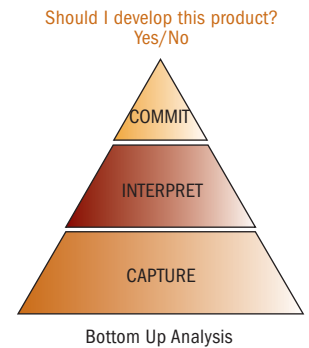 Should I develop this product?
Yes/No
COMMIT
INTERPRET
CAPTURE
Bottom Up Analysis